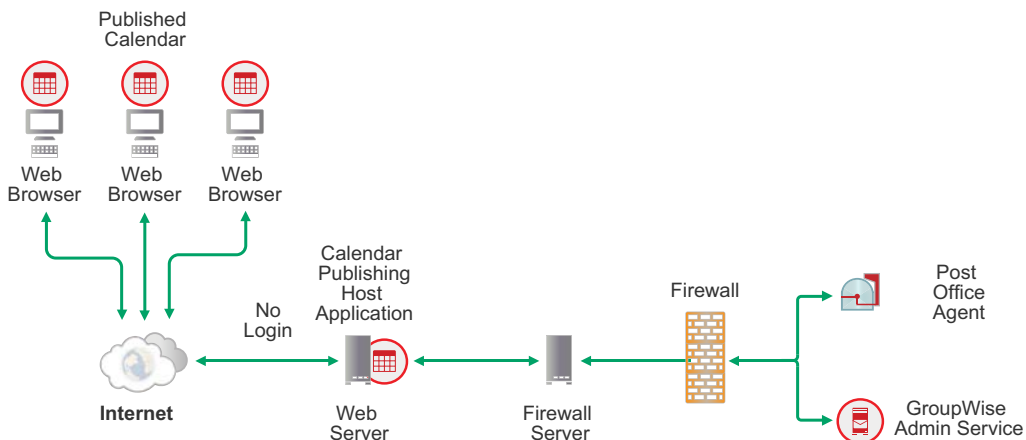 Published
Calendar
Web
Browser
Web
Browser
Web
Browser
Calendar
Publishing
Host
Application
No
Login
Firewall
Post
Office
Agent
Internet
Web
Server
Firewall
Server
GroupWise
Admin Service